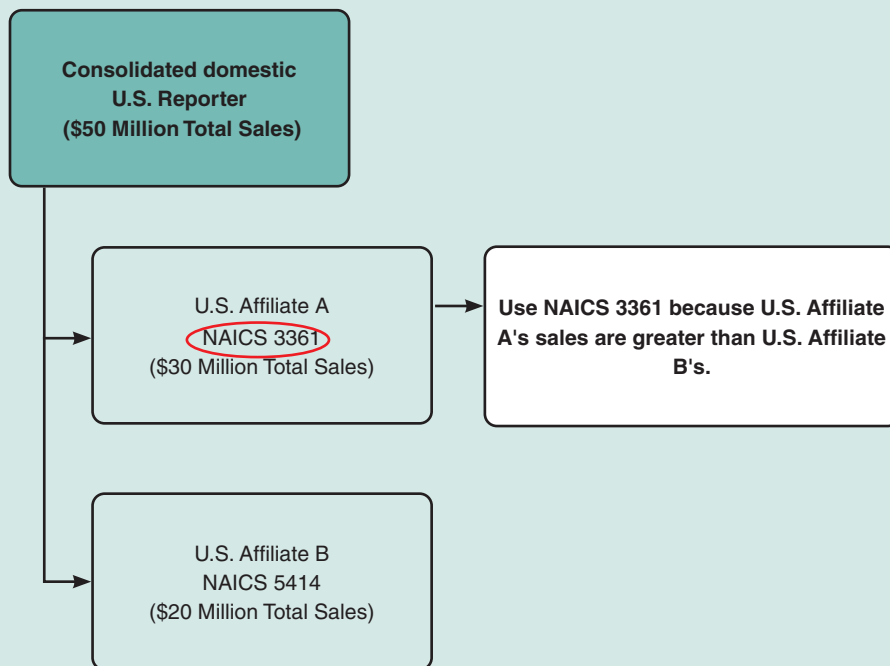 Consolidated domestic
U.S. Reporter
($50 Million Total Sales)
U.S. Affiliate A
NAICS 3361
($30 Million Total Sales)
Use NAICS 3361 because U.S. Affiliate
A's sales are greater than U.S. Affiliate
B's.
U.S. Affiliate B
NAICS 5414
($20 Million Total Sales)